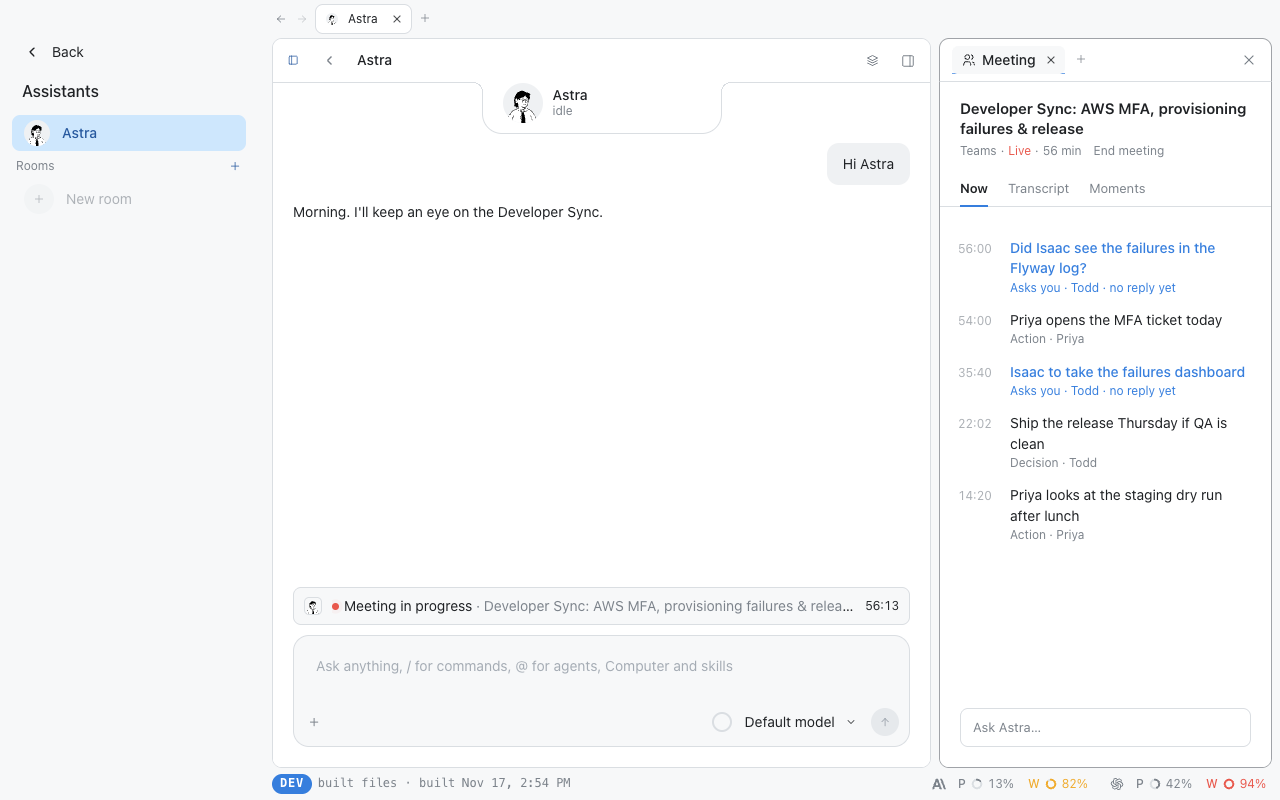 Astra
Back
Assistants
Astra
Rooms
New room
Astra
Astra
idle
Hi Astra
Morning. I'll keep an eye on the Developer Sync.
Meeting in progress · Developer Sync: AWS MFA, provisioning failures & relea... 56:13
Ask anything, / for commands, @ for agents, Computer and skills
Default model
Meeting
Developer Sync: AWS MFA, provisioning
failures & release
Teams · Live · 56 min End meeting
Now Transcript Moments
56:00 Did Isaac see the failures in the
Flyway log?
Asks you · Todd · no reply yet
54:00 Priya opens the MFA ticket today
Action · Priya
35:40 Isaac to take the failures dashboard
Asks you · Todd · no reply yet
22:02 Ship the release Thursday if QA is
clean
Decision · Todd
14:20 Priya looks at the staging dry run
after lunch
Action · Priya
Ask Astra...
DEV built files · built Nov 17, 2:54 PM
P 13% W 82% P 42% W 94%